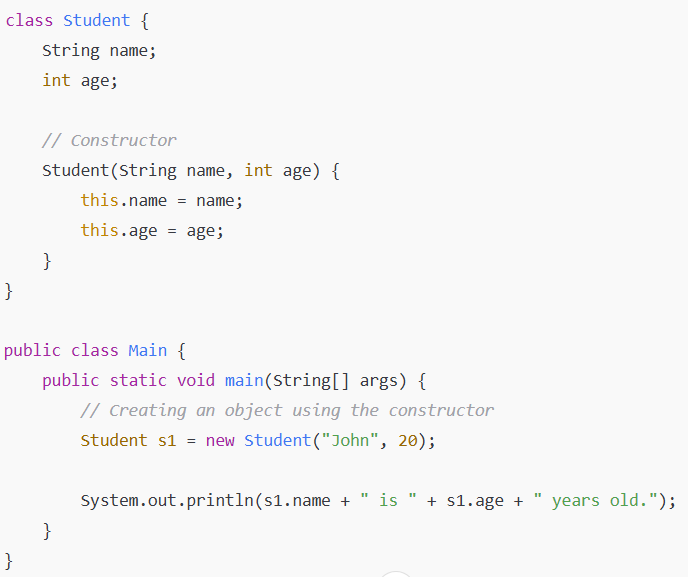 class Student {
    String name;
    int age;

    // Constructor
    Student(String name, int age) {
        this.name = name;
        this.age = age;
    }
}

public class Main {
    public static void main(String[] args) {
        // Creating an object using the constructor
        Student s1 = new Student("John", 20);

        System.out.println(s1.name + " is " + s1.age + " years old.");
    }
}